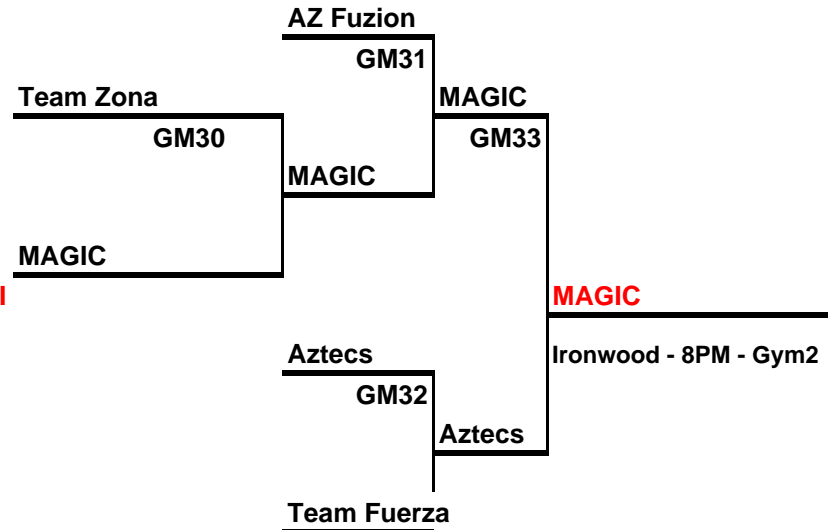 AZ Fuzion
GM31
Team Zona
MAGIC
GM30
GM33
MAGIC
MAGIC
MAGIC
Aztecs
Ironwood - 8PM - Gym2
GM32
Aztecs
Team Fuerza